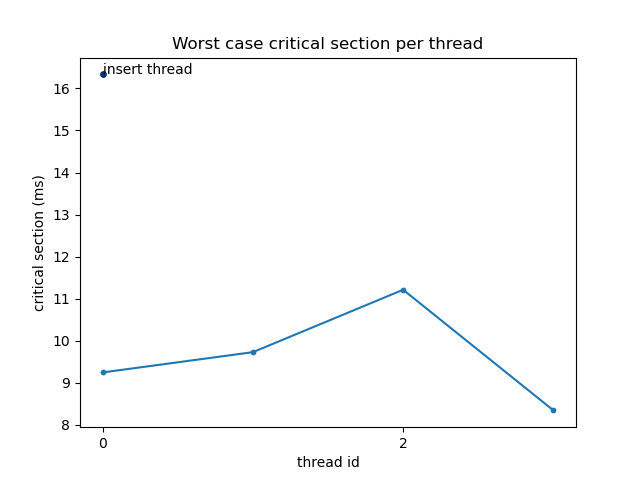 Worst case critical section per thread
insert thread
16
15
14
13
12
11
10
9
8
critical section (ms)
0
2
thread id